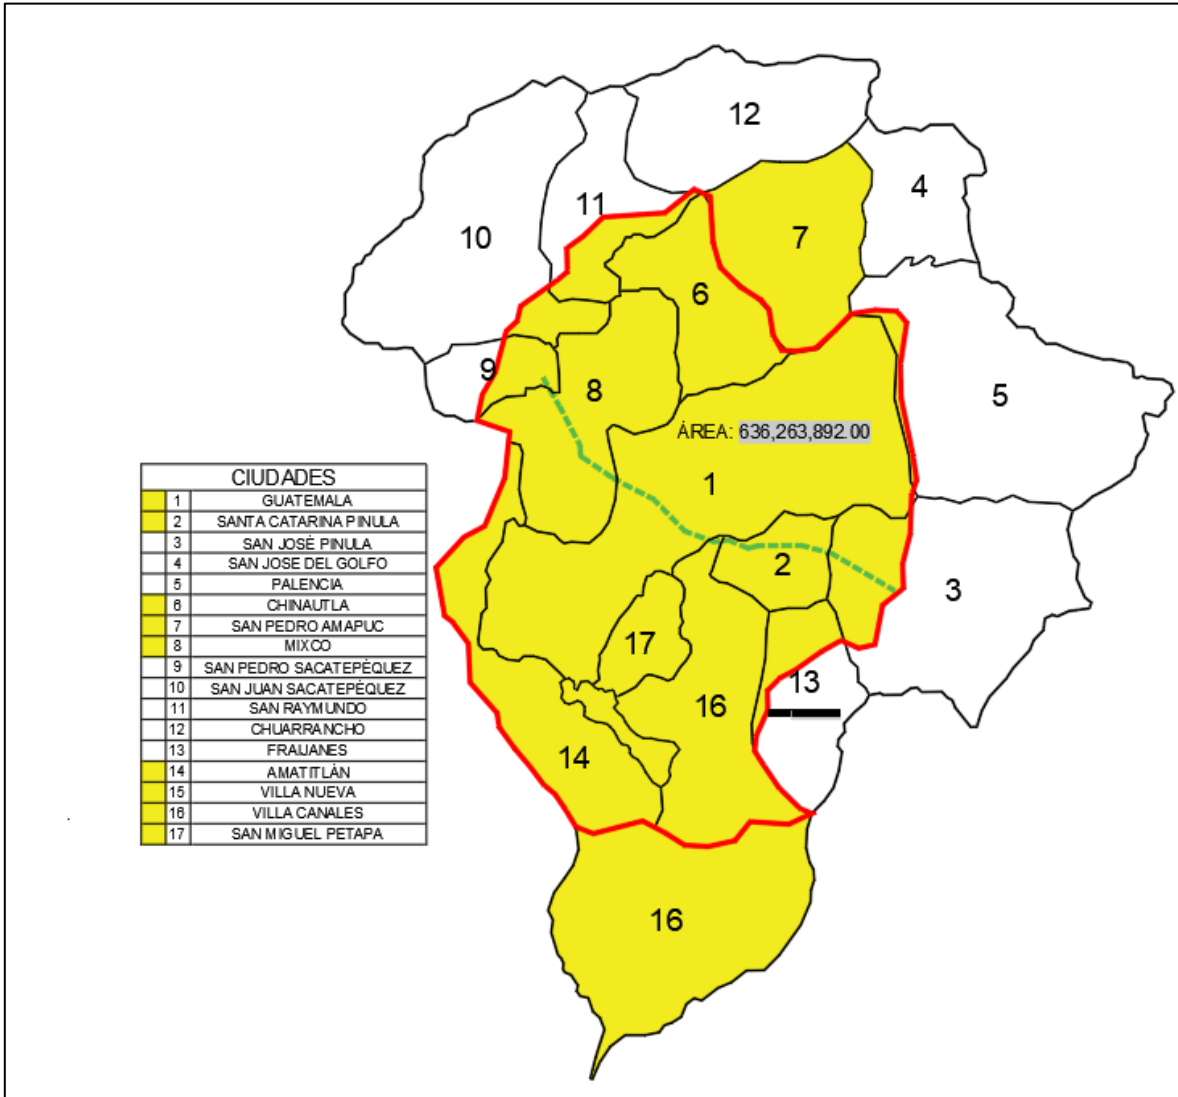 12
4
11
10
7
6
9
8
5
ÁREA: 636,263,892.00
1
2
3
17
13
16
14
16
CIUDADES
1 GUATEMALA
2 SANTA CATARINA PINULA
3 SAN JOSÉ PINULA
4 SAN JOSE DEL GOLFO
5 PALENCIA
6 CHINAUTLA
7 SAN PEDRO AMAPUC
8 MIXCO
9 SAN PEDRO SACATEPÉQUEZ
10 SAN JUAN SACATEPÉQUEZ
11 SAN RAYMUNDO
12 CHUARRANCHO
13 FRAIJANES
14 AMATITLÁN
15 VILLA NUEVA
16 VILLA CANALES
17 SAN MIGUEL PETAPA